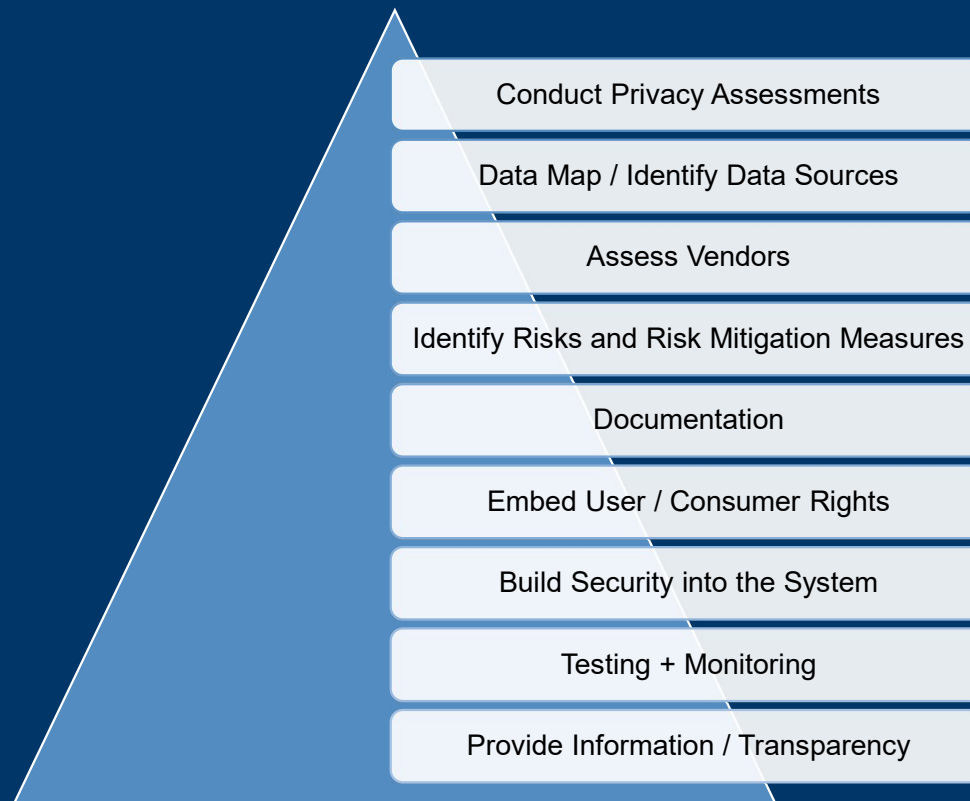 Conduct Privacy Assessments
Data Map / Identify Data Sources
Assess Vendors
Identify Risks and Risk Mitigation Measures
Documentation
Embed User / Consumer Rights
Build Security into the System
Testing + Monitoring
Provide Information / Transparency